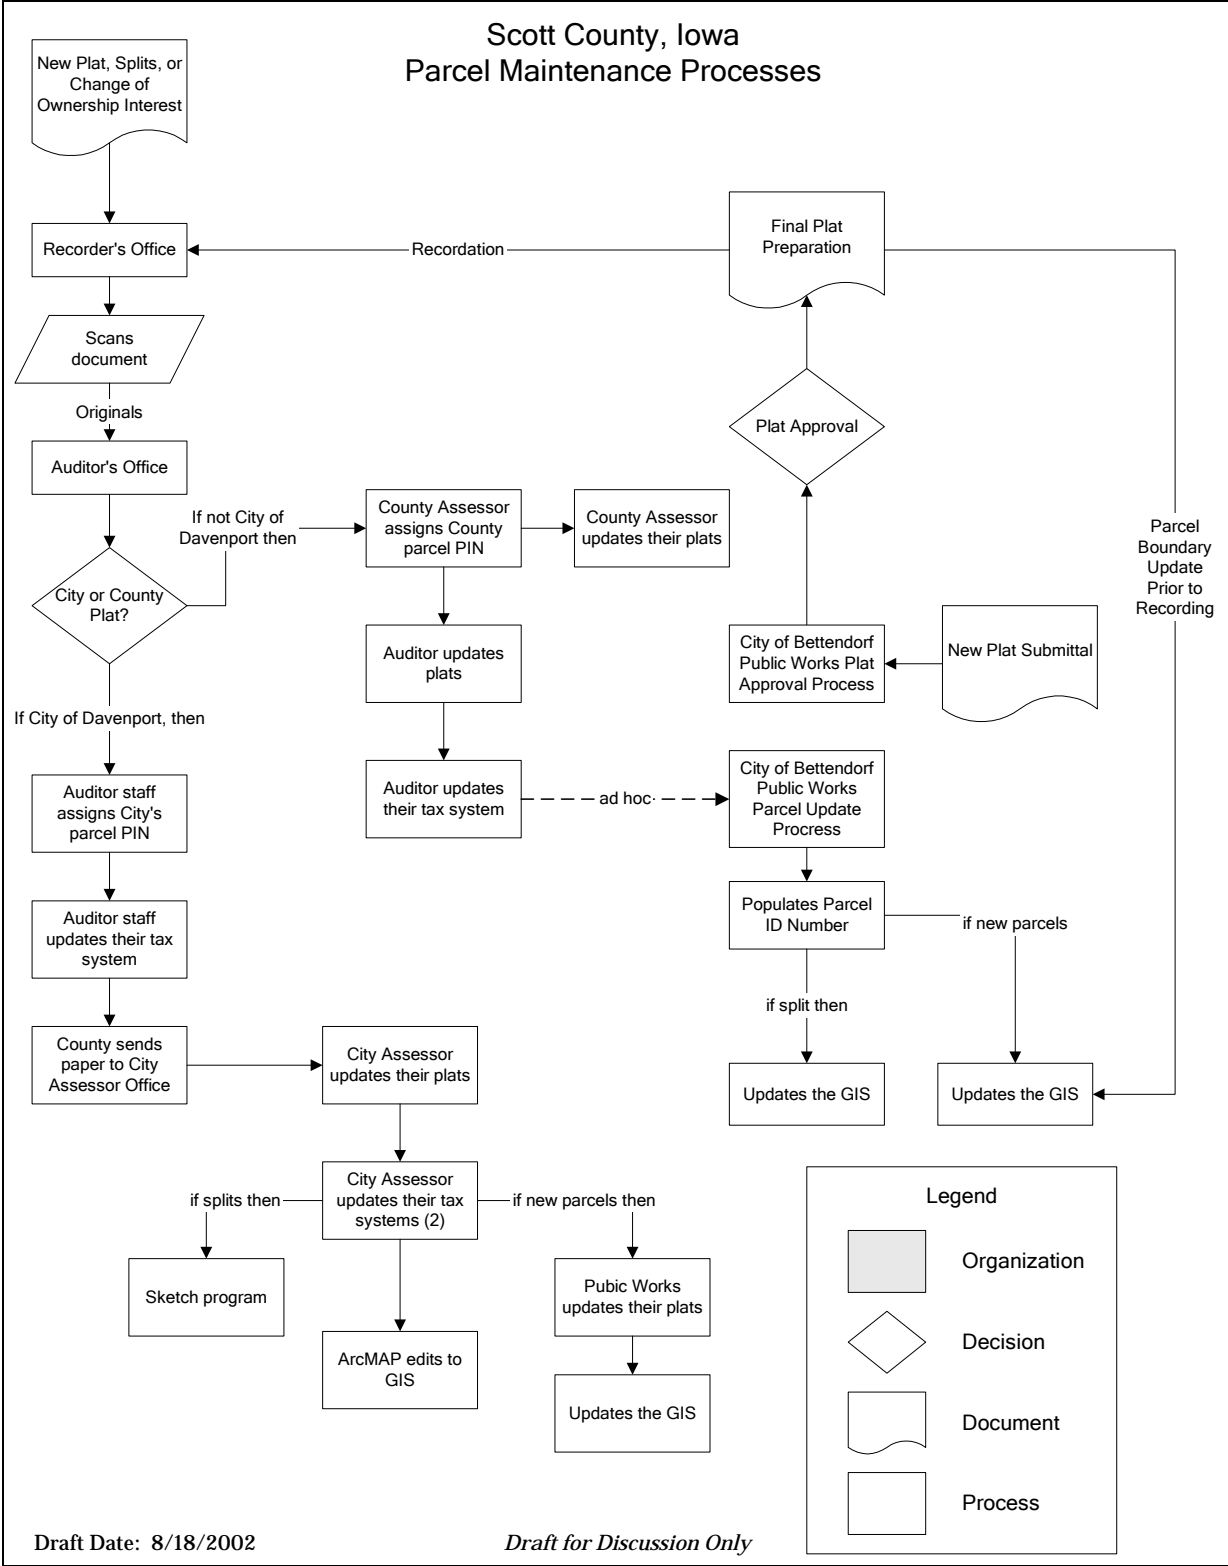 Scott County, Iowa
Parcel Maintenance Processes
New Plat, Splits, or
Change of
Ownership Interest
Recorder's Office
Recordation
Final Plat
Preparation
Scans
document
Originals
Auditor's Office
Plat Approval
If not City of
Davenport then
County Assessor
assigns County
parcel PIN
County Assessor
updates their plats
Parcel
Boundary
Update
Prior to
Recording
City or County
Plat?
Auditor updates
plats
City of Bettendorf
Public Works Plat
Approval Process
New Plat Submittal
If City of Davenport, then
Auditor staff
assigns City's
parcel PIN
Auditor updates
their tax system
ad hoc
City of Bettendorf
Public Works
Parcel Update
Procress
Auditor staff
updates their tax
system
Populates Parcel
ID Number
if new parcels
if split then
County sends
paper to City
Assessor Office
City Assessor
updates their plats
Updates the GIS
Updates the GIS
if splits then
City Assessor
updates their tax
systems (2)
if new parcels then
Sketch program
Pubic Works
updates their plats
ArcMAP edits to
GIS
Updates the GIS
Legend
Organization
Decision
Document
Process
Draft Date: 8/18/2002
Draft for Discussion Only